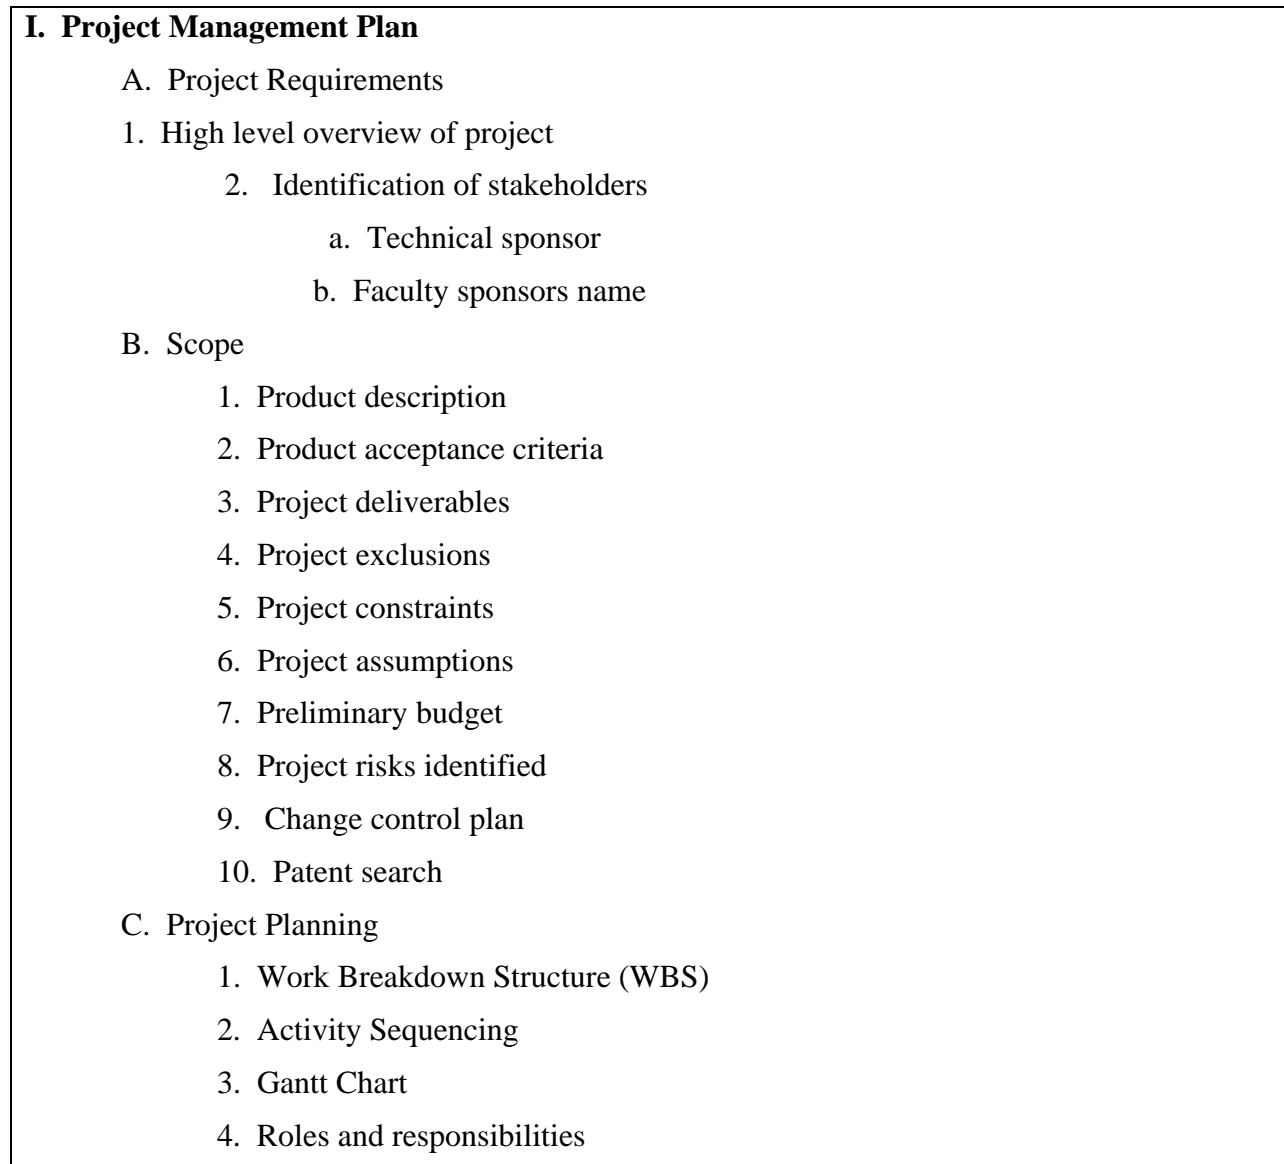 I. Project Management Plan
A. Project Requirements
1. High level overview of project
2. Identification of stakeholders
a. Technical sponsor
b. Faculty sponsors name
B. Scope
1. Product description
2. Product acceptance criteria
3. Project deliverables
4. Project exclusions
5. Project constraints
6. Project assumptions
7. Preliminary budget
8. Project risks identified
9. Change control plan
10. Patent search
C. Project Planning
1. Work Breakdown Structure (WBS)
2. Activity Sequencing
3. Gantt Chart
4. Roles and responsibilities